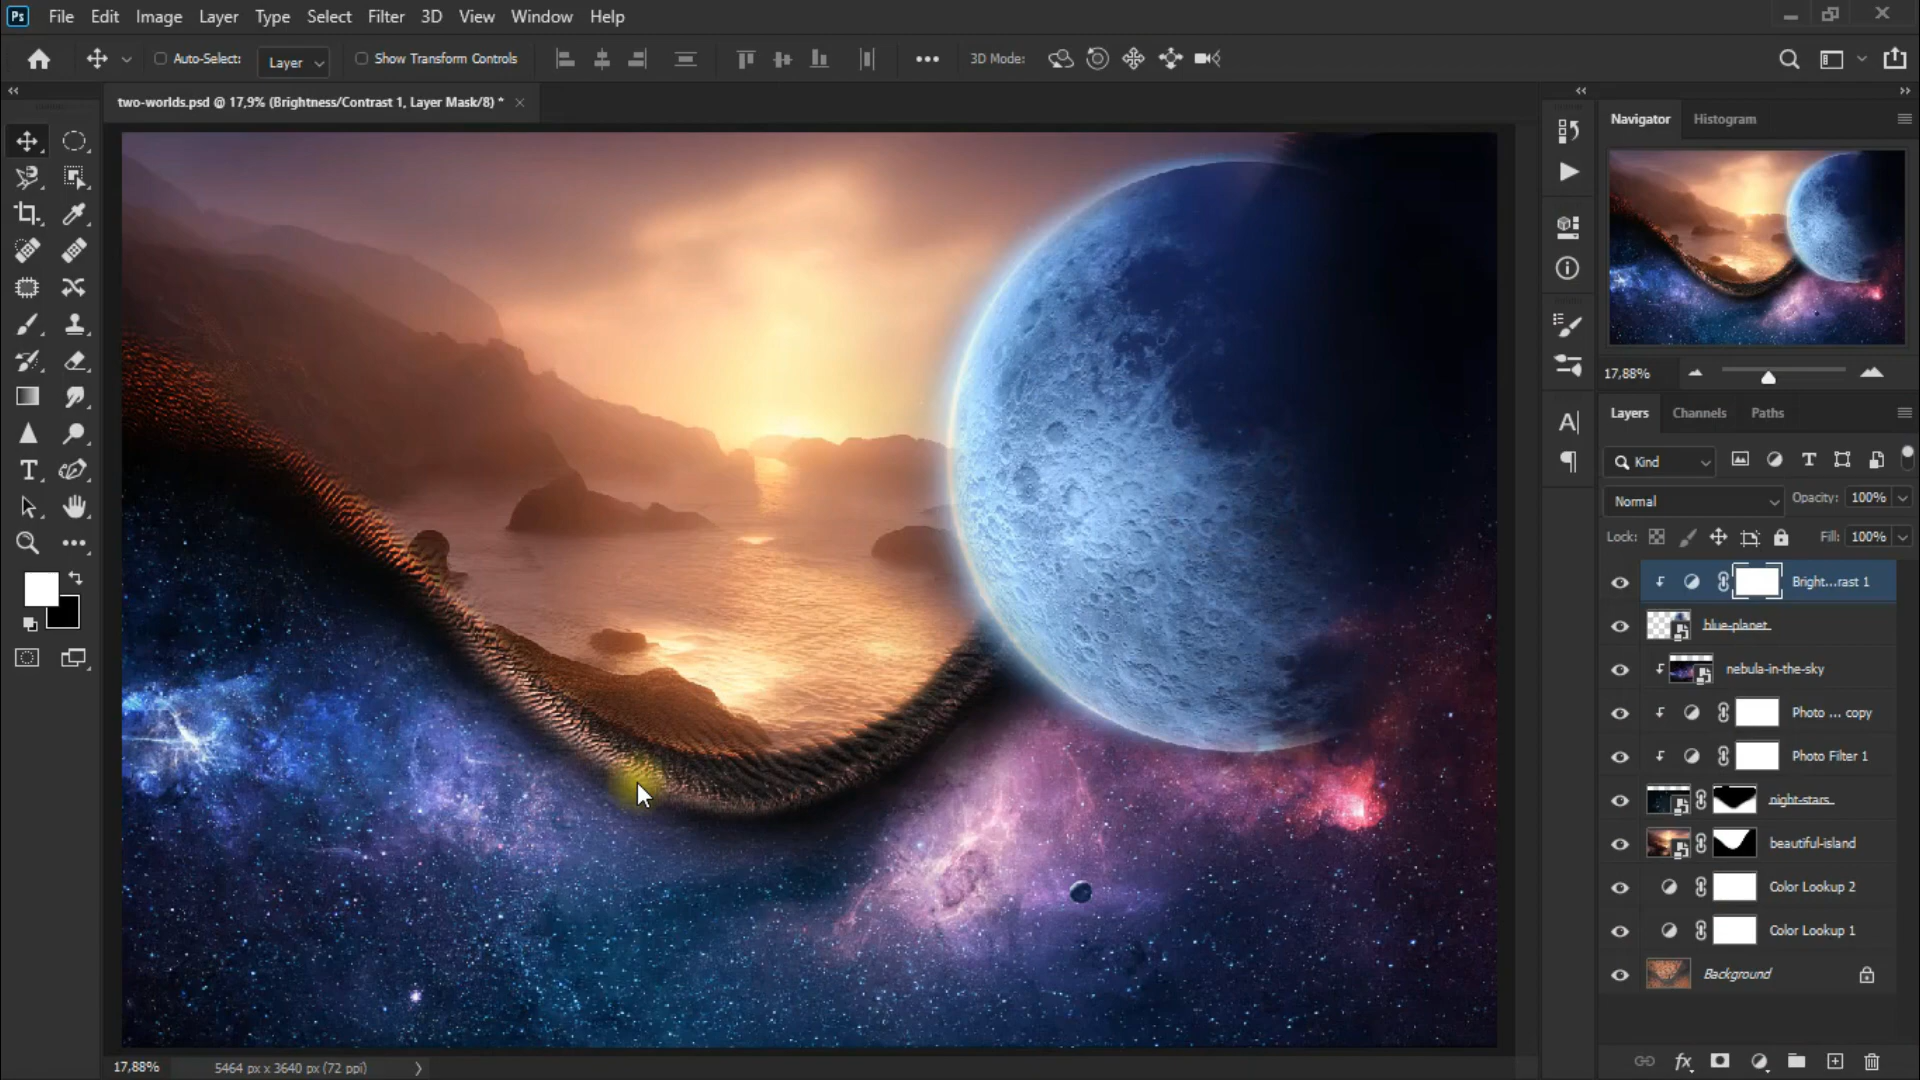 Ps File Edit Image Layer Type Select Filter 3D View Window Help
Auto-Select: Layer Show Transform Controls 3D Mode:
two-worlds.psd @ 17,9% (Brightness/Contrast 1, Layer Mask/8) *
Navigator Histogram
17,88%
Layers Channels Paths
Kind
Normal Opacity: 100%
Lock: Fill: 100%
Bright...rast 1
blue-planet
nebula-in-the-sky
Photo ... copy
Photo Filter 1
night-stars
beautiful-island
Color Lookup 2
Color Lookup 1
Background
17,88% 5464 px x 3640 px (72 ppi)